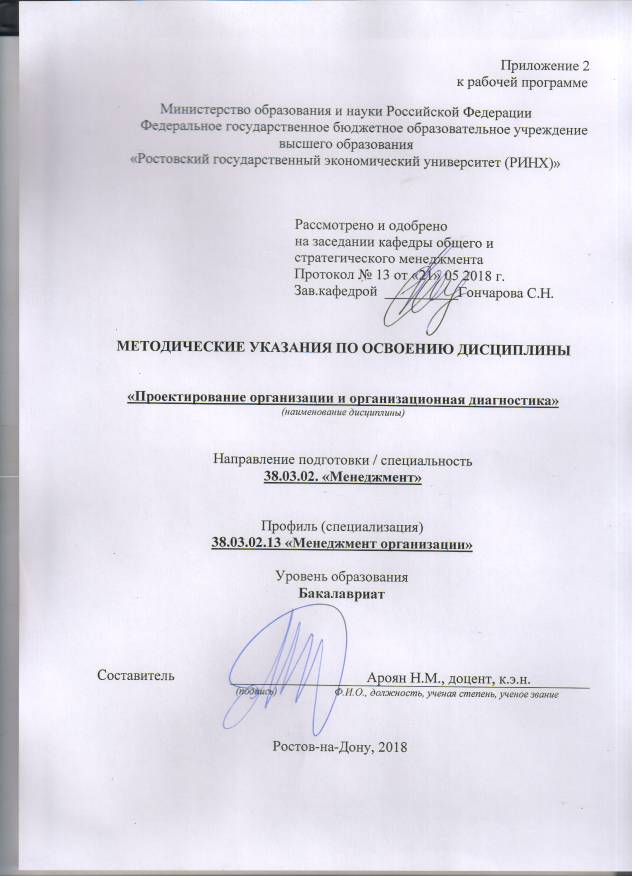 Приложение 2
к рабочей программе
Министерство образования и науки Российской Федерации
Федеральное государственное бюджетное образовательное учреждение
высшего образования
«Ростовский государственный экономический университет (РИНХ)»
Рассмотрено и одобрено
на заседании кафедры общего и
стратегического менеджмента
Протокол № 13 от «21» 05 2018 г.
Зав.кафедрой __________Гончарова С.Н.
МЕТОДИЧЕСКИЕ УКАЗАНИЯ ПО ОСВОЕНИЮ ДИСЦИПЛИНЫ
«Проектирование организации и организационная диагностика»
(наименование дисциплины)
Направление подготовки / специальность
38.03.02. «Менеджмент»
Профиль (специализация)
38.03.02.13 «Менеджмент организации»
Уровень образования
Бакалавриат
Составитель Ароян Н.М., доцент, к.э.н.
(подпись) Ф.И.О., должность, ученая степень, ученое звание
Ростов-на-Дону, 2018